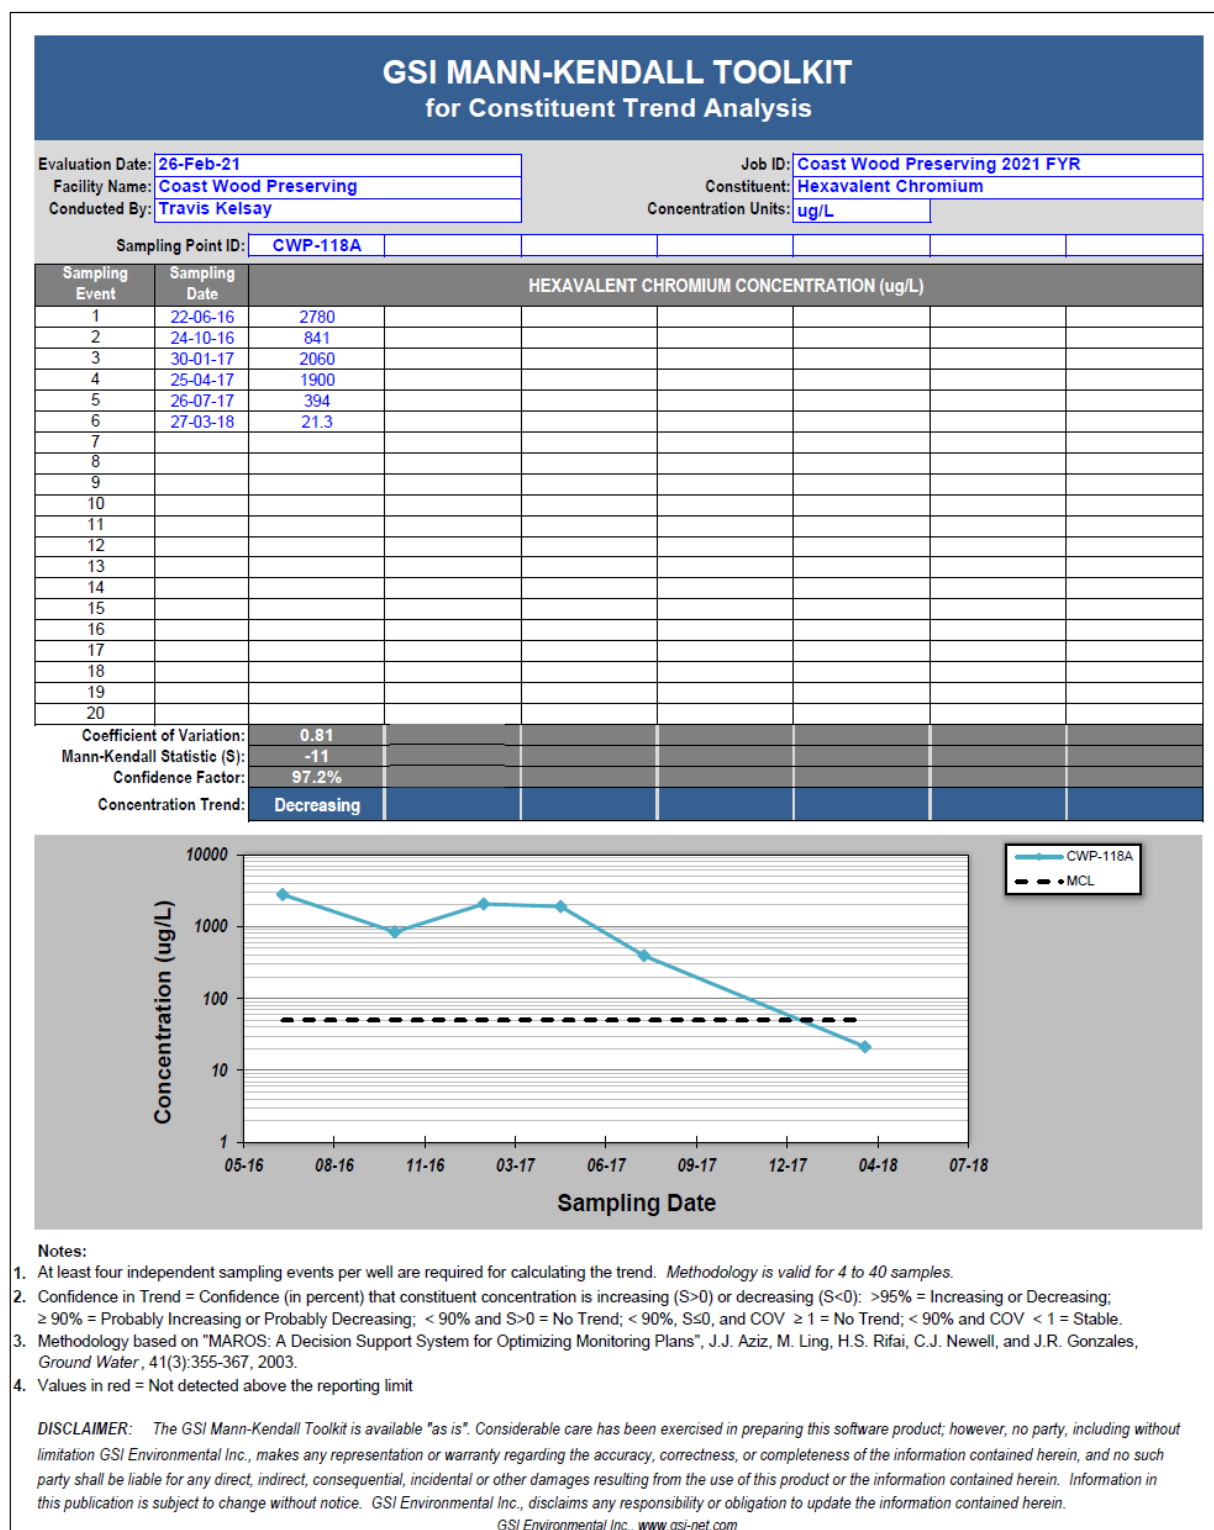 GSI MANN-KENDALL TOOLKIT
for Constituent Trend Analysis
Evaluation Date: 26-Feb-21 Job ID: Coast Wood Preserving 2021 FYR
Facility Name: Coast Wood Preserving Constituent: Hexavalent Chromium
Conducted By: Travis Kelsay Concentration Units: ug/L
Sampling Point ID: CWP-118A
Sampling Event Sampling Date HEXAVALENT CHROMIUM CONCENTRATION (ug/L)
1 22-06-16 2780
2 24-10-16 841
3 30-01-17 2060
4 25-04-17 1900
5 26-07-17 394
6 27-03-18 21.3
7
8
9
10
11
12
13
14
15
16
17
18
19
20
Coefficient of Variation: 0.81
Mann-Kendall Statistic (S): -11
Confidence Factor: 97.2%
Concentration Trend: Decreasing
10000
1000
100
10
1
Concentration (ug/L)
05-16 08-16 11-16 03-17 06-17 09-17 12-17 04-18 07-18
Sampling Date
CWP-118A
MCL
Notes:
1. At least four independent sampling events per well are required for calculating the trend. Methodology is valid for 4 to 40 samples.
2. Confidence in Trend = Confidence (in percent) that constituent concentration is increasing (S>0) or decreasing (S<0): >95% = Increasing or Decreasing;
≥ 90% = Probably Increasing or Probably Decreasing; < 90% and S>0 = No Trend; < 90%, S≤0, and COV ≥ 1 = No Trend; < 90% and COV < 1 = Stable.
3. Methodology based on "MAROS: A Decision Support System for Optimizing Monitoring Plans", J.J. Aziz, M. Ling, H.S. Rifai, C.J. Newell, and J.R. Gonzales,
Ground Water, 41(3):355-367, 2003.
4. Values in red = Not detected above the reporting limit
DISCLAIMER: The GSI Mann-Kendall Toolkit is available "as is". Considerable care has been exercised in preparing this software product; however, no party, including without
limitation GSI Environmental Inc., makes any representation or warranty regarding the accuracy, correctness, or completeness of the information contained herein, and no such
party shall be liable for any direct, indirect, consequential, incidental or other damages resulting from the use of this product or the information contained herein. Information in
this publication is subject to change without notice. GSI Environmental Inc., disclaims any responsibility or obligation to update the information contained herein.
GSI Environmental Inc., www.gsi-net.com